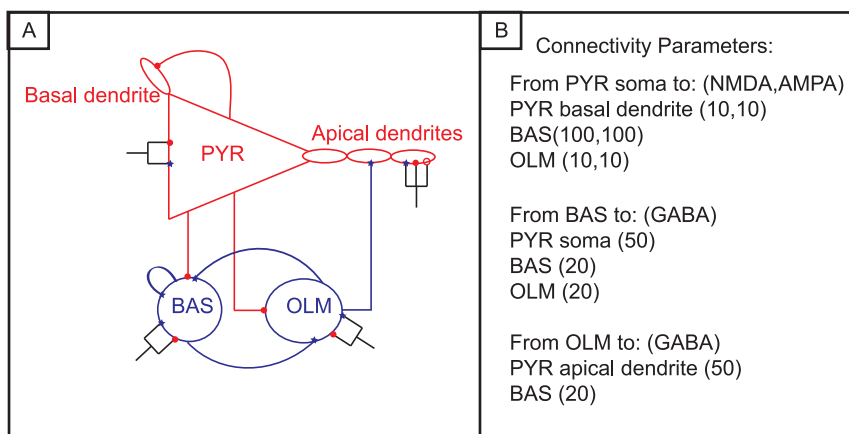 A
Basal dendrite
Apical dendrites
PYR
BAS
OLM
B
Connectivity Parameters:
From PYR soma to: (NMDA,AMPA)
PYR basal dendrite (10,10)
BAS(100,100)
OLM (10,10)
From BAS to: (GABA)
PYR soma (50)
BAS (20)
OLM (20)
From OLM to: (GABA)
PYR apical dendrite (50)
BAS (20)